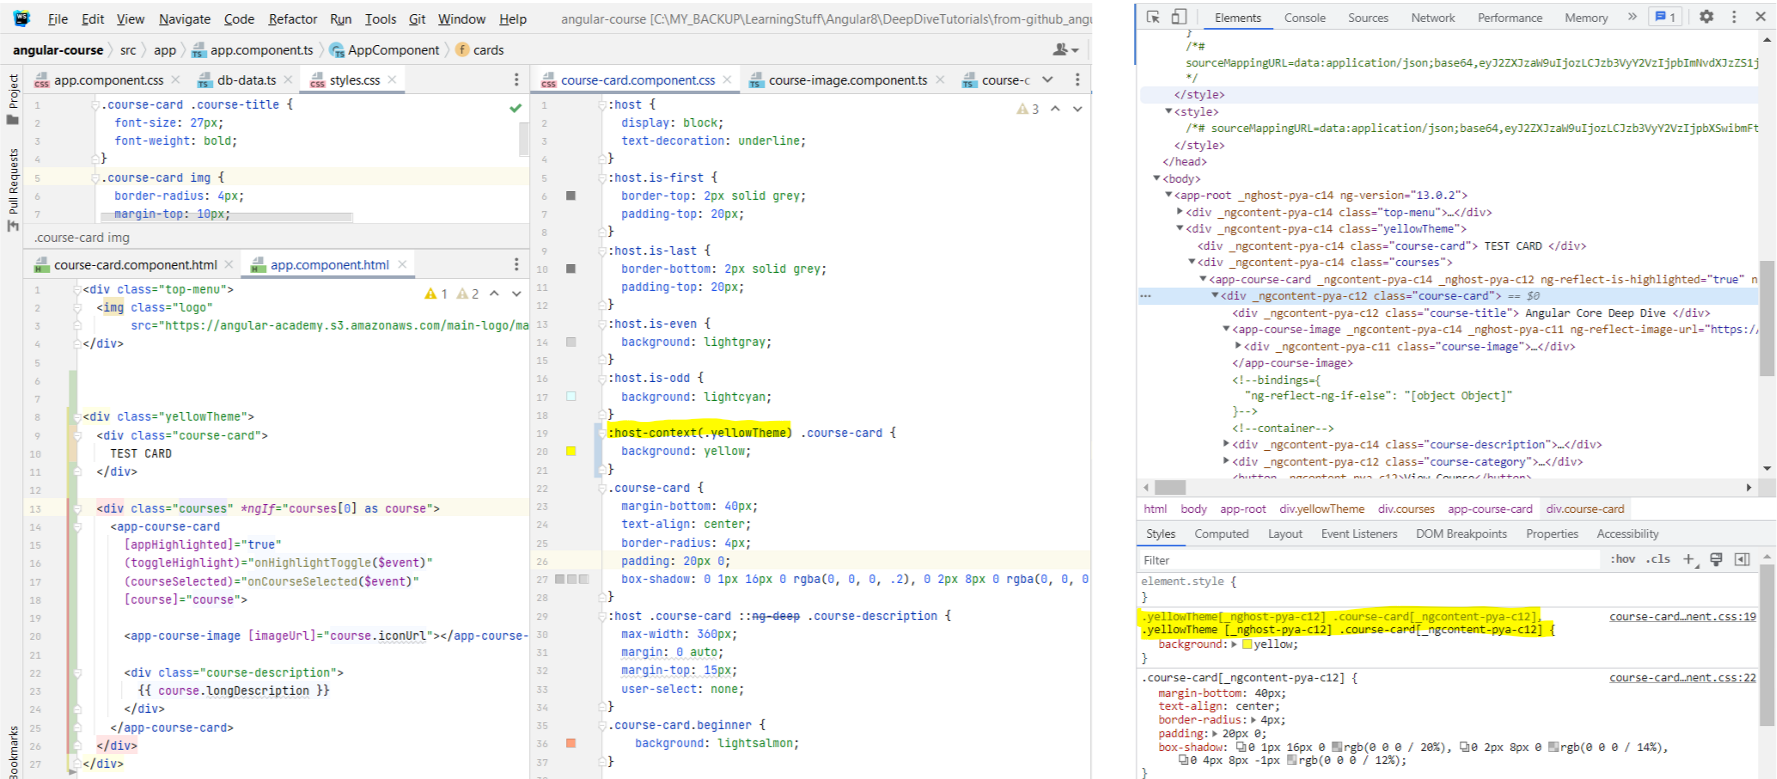 WS File Edit View Navigate Code Refactor Run Tools Git Window Help angular-course [C:\MY_BACKUP\LearningStuff\Angular8\DeepDiveTutorials\from-github_angu
angular-course src app app.component.ts AppComponent f cards
Project
Pull Requests
Bookmarks
app.component.css db-data.ts styles.css
1 .course-card .course-title {
2 font-size: 27px;
3 font-weight: bold;
4 }
5 .course-card img {
6 border-radius: 4px;
7 margin-top: 10px;
.course-card img
course-card.component.html app.component.html
1 <div class="top-menu"> 1 2
2 <img class="logo"
3 src="https://angular-academy.s3.amazonaws.com/main-logo/ma
4 </div>
5
6
7
8 <div class="yellowTheme">
9 <div class="course-card">
10 TEST CARD
11 </div>
12
13 <div class="courses" *ngIf="courses[0] as course">
14 <app-course-card
15 [appHighlighted]="true"
16 (toggleHighlight)="onHighlightToggle($event)"
17 (courseSelected)="onCourseSelected($event)"
18 [course]="course">
19
20 <app-course-image [imageUrl]="course.iconUrl"></app-course-
21
22 <div class="course-description">
23 {{ course.longDescription }}
24 </div>
25 </app-course-card>
26 </div>
27 </div>
course-card.component.css course-image.component.ts course-c
1 :host { 3
2 display: block;
3 text-decoration: underline;
4 }
5 :host.is-first {
6 border-top: 2px solid grey;
7 padding-top: 20px;
8 }
9 :host.is-last {
10 border-bottom: 2px solid grey;
11 padding-top: 20px;
12 }
13 :host.is-even {
14 background: lightgray;
15 }
16 :host.is-odd {
17 background: lightcyan;
18 }
19 :host-context(.yellowTheme) .course-card {
20 background: yellow;
21 }
22 .course-card {
23 margin-bottom: 40px;
24 text-align: center;
25 border-radius: 4px;
26 padding: 20px 0;
27 box-shadow: 0 1px 16px 0 rgba(0, 0, 0, .2), 0 2px 8px 0 rgba(0, 0, 0
28 }
29 :host .course-card ::ng-deep .course-description {
30 max-width: 360px;
31 margin: 0 auto;
32 margin-top: 15px;
33 user-select: none;
34 }
35 .course-card.beginner {
36 background: lightsalmon;
37 }
Elements Console Sources Network Performance Memory » 1
}
/*#
sourceMappingURL=data:application/json;base64,eyJ2ZXJzaW9uIjozLCJzb3VyY2VzIjpbImNvdXJzZS1j
*/
</style>
<style>
/*# sourceMappingURL=data:application/json;base64,eyJ2ZXJzaW9uIjozLCJzb3VyY2VzIjpbXSwibmFt
</style>
</head>
<body>
<app-root _nghost-pya-c14 ng-version="13.0.2">
<div _ngcontent-pya-c14 class="top-menu">…</div>
<div _ngcontent-pya-c14 class="yellowTheme">
<div _ngcontent-pya-c14 class="course-card"> TEST CARD </div>
<div _ngcontent-pya-c14 class="courses">
<app-course-card _ngcontent-pya-c14 _nghost-pya-c12 ng-reflect-is-highlighted="true" n
<div _ngcontent-pya-c12 class="course-card"> == $0
<div _ngcontent-pya-c12 class="course-title"> Angular Core Deep Dive </div>
<app-course-image _ngcontent-pya-c14 _nghost-pya-c11 ng-reflect-image-url="https:/
<div _ngcontent-pya-c11 class="course-image">…</div>
</app-course-image>
<!--bindings={
"ng-reflect-ng-if-else": "[object Object]"
}-->
<!--container-->
<div _ngcontent-pya-c14 class="course-description">…</div>
<div _ngcontent-pya-c12 class="course-category">…</div>
<button _ngcontent-pya-c12>View Course</button>
html body app-root div.yellowTheme div.courses app-course-card div.course-card
Styles Computed Layout Event Listeners DOM Breakpoints Properties Accessibility
Filter :hov .cls +
element.style {
}
.yellowTheme[_nghost-pya-c12] .course-card[_ngcontent-pya-c12], course-card…nent.css:19
.yellowTheme [_nghost-pya-c12] .course-card[_ngcontent-pya-c12] {
background: yellow;
}
.course-card[_ngcontent-pya-c12] { course-card…nent.css:22
margin-bottom: 40px;
text-align: center;
border-radius: 4px;
padding: 20px 0;
box-shadow: 0 1px 16px 0 rgb(0 0 0 / 20%), 0 2px 8px 0 rgb(0 0 0 / 14%),
0 4px 8px -1px rgb(0 0 0 / 12%);
}